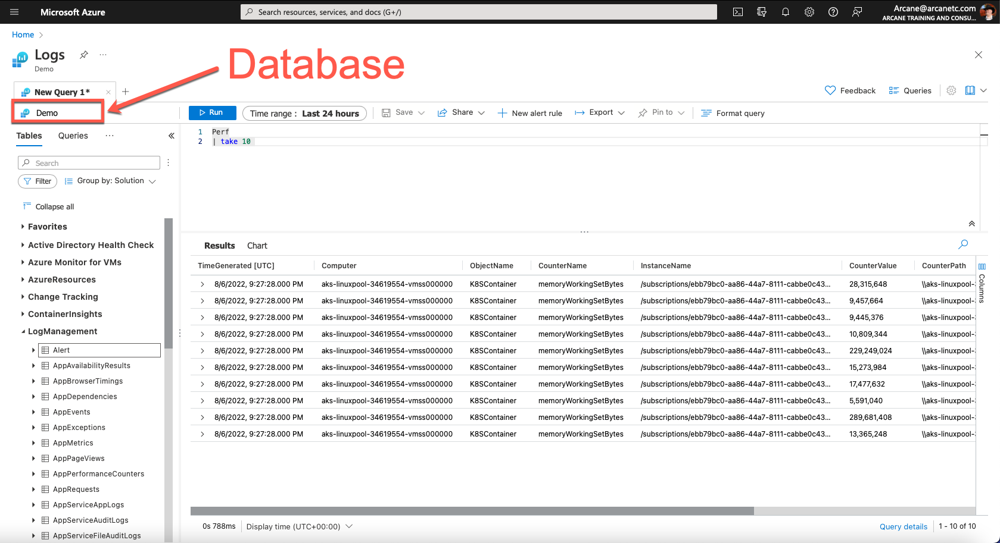 Microsoft Azure
Search resources, services, and docs (G+/)
Arcane@arcanetc.com
ARCANE TRAINING AND CONSU...
Home
Logs
Demo
Database
New Query 1*
Feedback
Queries
Demo
Run
Time range : Last 24 hours
Save
Share
New alert rule
Export
Pin to
Format query
Tables
Queries
1 Perf
2 | take 10
Search
Filter
Group by: Solution
Collapse all
Favorites
Active Directory Health Check
Azure Monitor for VMs
AzureResources
Change Tracking
ContainerInsights
LogManagement
Alert
AppAvailabilityResults
AppBrowserTimings
AppDependencies
AppEvents
AppExceptions
AppMetrics
AppPageViews
AppPerformanceCounters
AppRequests
AppServiceAppLogs
AppServiceAuditLogs
AppServiceFileAuditLogs
Results Chart
TimeGenerated [UTC] Computer ObjectName CounterName InstanceName CounterValue CounterPath
8/6/2022, 9:27:28.000 PM aks-linuxpool-34619554-vmss000000 K8SContainer memoryWorkingSetBytes /subscriptions/ebb79bc0-aa86-44a7-8111-cabbe0c43... 28,315,648 \\aks-linuxpool-3
8/6/2022, 9:27:28.000 PM aks-linuxpool-34619554-vmss000000 K8SContainer memoryWorkingSetBytes /subscriptions/ebb79bc0-aa86-44a7-8111-cabbe0c43... 9,457,664 \\aks-linuxpool-3
8/6/2022, 9:27:28.000 PM aks-linuxpool-34619554-vmss000000 K8SContainer memoryWorkingSetBytes /subscriptions/ebb79bc0-aa86-44a7-8111-cabbe0c43... 9,445,376 \\aks-linuxpool-3
8/6/2022, 9:27:28.000 PM aks-linuxpool-34619554-vmss000000 K8SContainer memoryWorkingSetBytes /subscriptions/ebb79bc0-aa86-44a7-8111-cabbe0c43... 10,809,344 \\aks-linuxpool-3
8/6/2022, 9:27:28.000 PM aks-linuxpool-34619554-vmss000000 K8SContainer memoryWorkingSetBytes /subscriptions/ebb79bc0-aa86-44a7-8111-cabbe0c43... 229,249,024 \\aks-linuxpool-3
8/6/2022, 9:27:28.000 PM aks-linuxpool-34619554-vmss000000 K8SContainer memoryWorkingSetBytes /subscriptions/ebb79bc0-aa86-44a7-8111-cabbe0c43... 15,273,984 \\aks-linuxpool-3
8/6/2022, 9:27:28.000 PM aks-linuxpool-34619554-vmss000000 K8SContainer memoryWorkingSetBytes /subscriptions/ebb79bc0-aa86-44a7-8111-cabbe0c43... 17,477,632 \\aks-linuxpool-3
8/6/2022, 9:27:28.000 PM aks-linuxpool-34619554-vmss000000 K8SContainer memoryWorkingSetBytes /subscriptions/ebb79bc0-aa86-44a7-8111-cabbe0c43... 5,591,040 \\aks-linuxpool-3
8/6/2022, 9:27:28.000 PM aks-linuxpool-34619554-vmss000000 K8SContainer memoryWorkingSetBytes /subscriptions/ebb79bc0-aa86-44a7-8111-cabbe0c43... 289,681,408 \\aks-linuxpool-3
8/6/2022, 9:27:28.000 PM aks-linuxpool-34619554-vmss000000 K8SContainer memoryWorkingSetBytes /subscriptions/ebb79bc0-aa86-44a7-8111-cabbe0c43... 13,365,248 \\aks-linuxpool-3
Columns
0s 788ms
Display time (UTC+00:00)
Query details
1 - 10 of 10